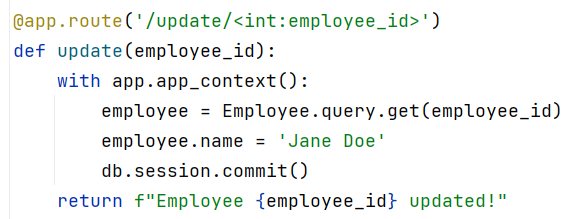 @app.route('/update/<int:employee_id>')
def update(employee_id):
    with app.app_context():
        employee = Employee.query.get(employee_id)
        employee.name = 'Jane Doe'
        db.session.commit()
    return f"Employee {employee_id} updated!"